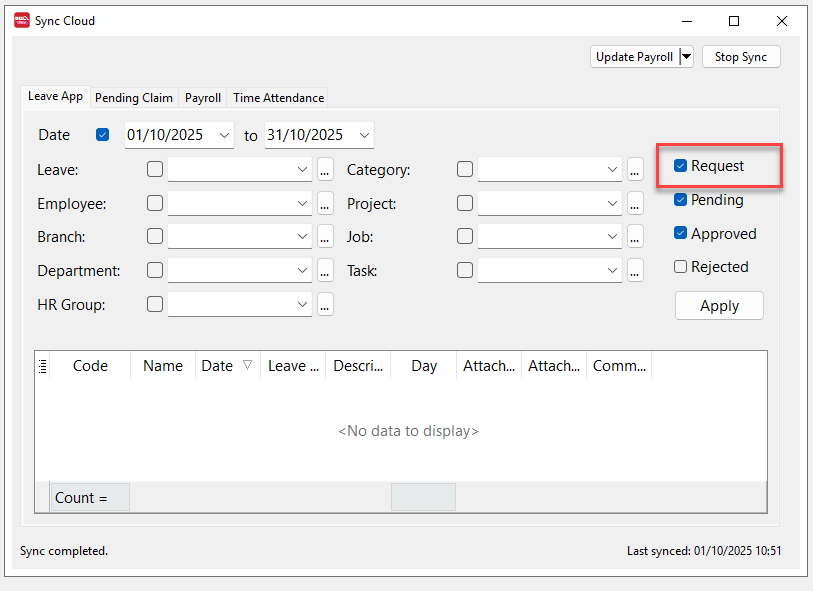 Sync Cloud
Update Payroll Stop Sync
Leave App Pending Claim Payroll Time Attendance
Date 01/10/2025 to 31/10/2025
Leave: ... Category: ... Request
Employee: ... Project: ... Pending
Branch: ... Job: ... Approved
Department: ... Task: ... Rejected
HR Group: ... Apply
Code Name Date Leave ... Descri... Day Attach... Attach... Comm...
<No data to display>
Count =
Sync completed. Last synced: 01/10/2025 10:51